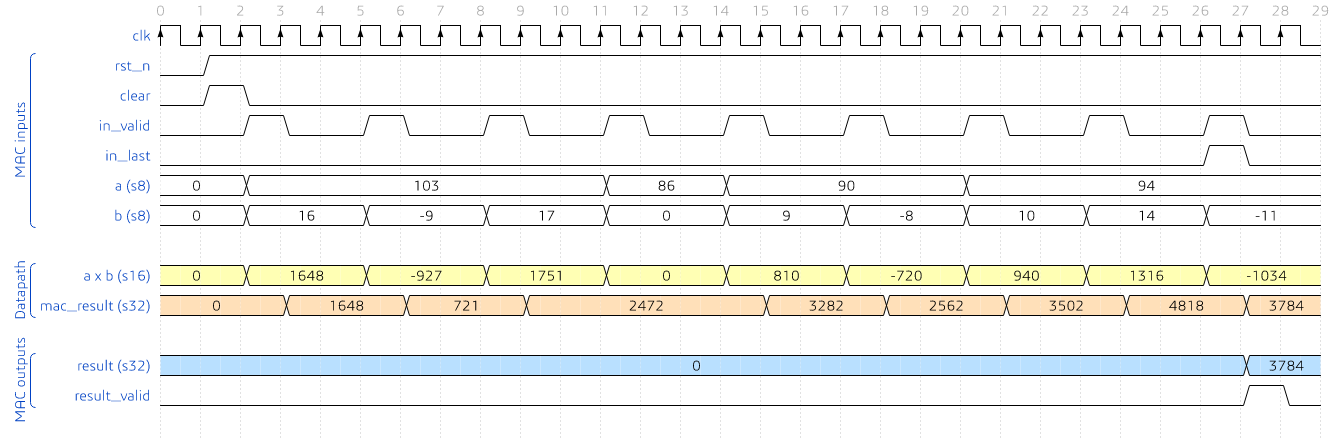 0 1 2 3 4 5 6 7 8 9 10 11 12 13 14 15 16 17 18 19 20 21 22 23 24 25 26 27 28 29
clk
MAC inputs
rst_n
clear
in_valid
in_last
a (s8) 0 103 86 90 94
b (s8) 0 16 -9 17 0 9 -8 10 14 -11
Datapath
a x b (s16) 0 1648 -927 1751 0 810 -720 940 1316 -1034
mac_result (s32) 0 1648 721 2472 3282 2562 3502 4818 3784
MAC outputs
result (s32) 0 3784
result_valid